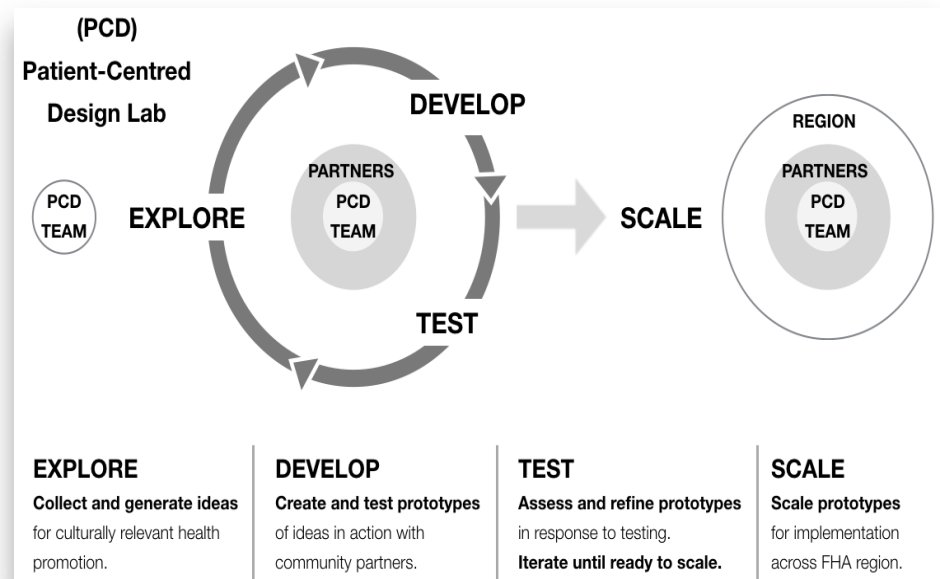 (PCD)
Patient-Centred
Design Lab
DEVELOP
REGION
PARTNERS
PCD
TEAM
PCD
TEAM
EXPLORE
PARTNERS
PCD
TEAM
SCALE
TEST
EXPLORE
Collect and generate ideas
for culturally relevant health
promotion.
DEVELOP
Create and test prototypes
of ideas in action with
community partners.
TEST
Assess and refine prototypes
in response to testing.
Iterate until ready to scale.
SCALE
Scale prototypes
for implementation
across FHA region.